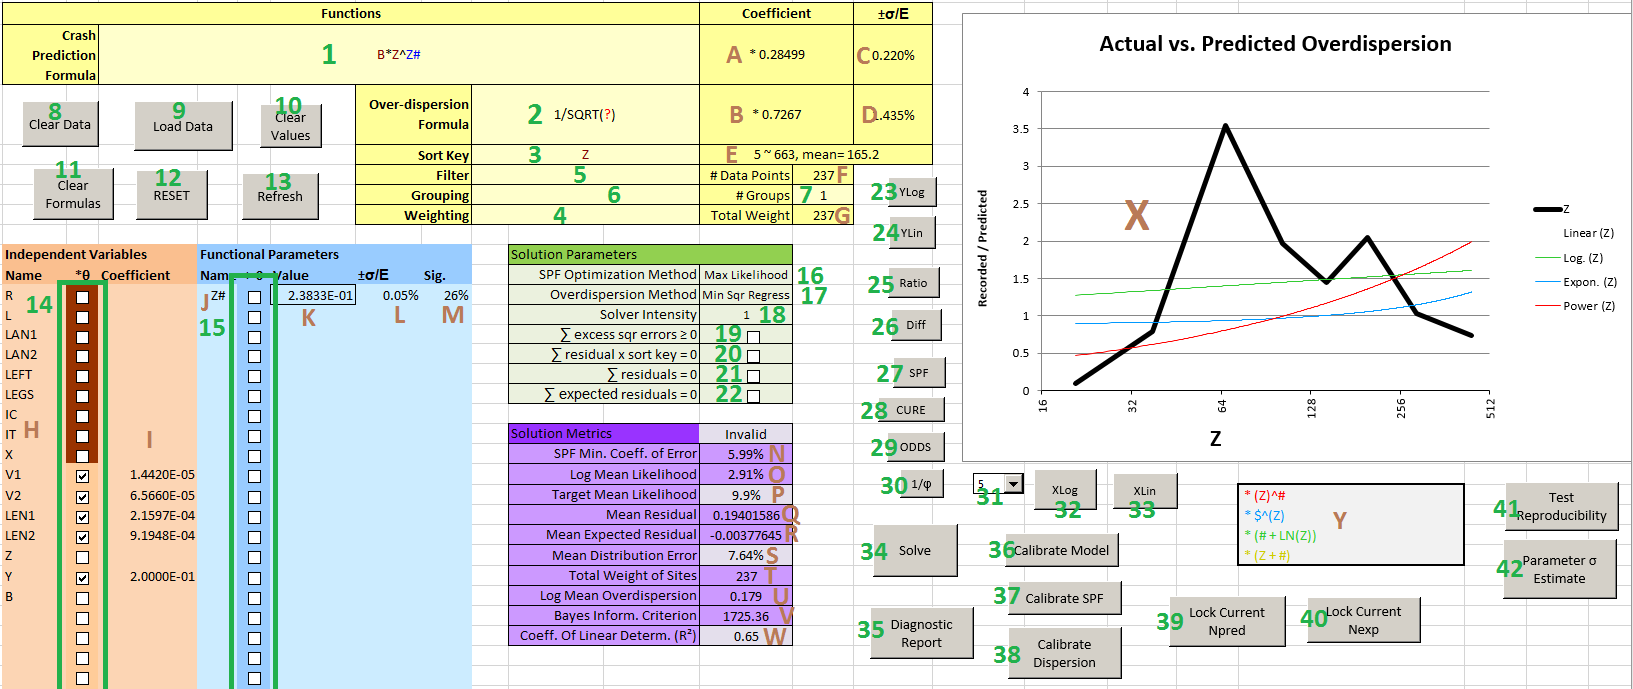 Functions Coefficient ±σ/E
Crash Prediction Formula 1 B*Z^Z# A * 0.28499 C 0.220%
Over-dispersion Formula 2 1/SQRT(?) B * 0.7267 D .435%
Sort Key 3 Z E 5 ~ 663, mean= 165.2
Filter 5 # Data Points 237 F
Grouping 6 # Groups 7 1
Weighting 4 Total Weight 237 G
8 Clear Data
9 Load Data
10 Clear Values
11 Clear Formulas
12 RESET
13 Refresh
Independent Variables
Name *θ Coefficient
R
14
L
LAN1
LAN2
LEFT
LEGS
IC
IT H I
X
V1 1.4420E-05
V2 6.5660E-05
LEN1 2.1597E-04
LEN2 9.1948E-04
Z
Y 2.0000E-01
B
Functional Parameters
Value ±σ/E Sig.
J Z# 2.3833E-01 0.05% 26%
15 K L M
Solution Parameters
SPF Optimization Method Max Likelihood 16
Overdispersion Method Min Sqr Regress 17
Solver Intensity 1 18
∑ excess sqr errors ≥ 0 19
∑ residual x sort key = 0 20
∑ residuals = 0 21
∑ expected residuals = 0 22
Solution Metrics Invalid
SPF Min. Coeff. of Error 5.99% N
Log Mean Likelihood 2.91% O
Target Mean Likelihood 9.9% P
Mean Residual 0.19401586 Q
Mean Expected Residual -0.00377645 R
Mean Distribution Error 7.64% S
Total Weight of Sites 237 T
Log Mean Overdispersion 0.179 U
Bayes Inform. Criterion 1725.36 V
Coeff. Of Linear Determ. (R²) 0.65 W
23 YLog
24 YLin
25 Ratio
26 Diff
27 SPF
28 CURE
29 ODDS
30 1/φ
5
31
XLog
32
XLin
33
34 Solve
35 Diagnostic Report
36 Calibrate Model
37 Calibrate SPF
38 Calibrate Dispersion
39 Lock Current Npred
40 Lock Current Nexp
41 Test Reproducibility
42 Parameter σ Estimate
* (Z)^#
* $^(Z)
* (# + LN(Z))
* (Z + #)
Y
Actual vs. Predicted Overdispersion
Recorded / Predicted
4
3.5
3
2.5
2
1.5
1
0.5
0
16 32 64 128 256 512
Z
X
Z
Linear (Z)
Log. (Z)
Expon. (Z)
Power (Z)